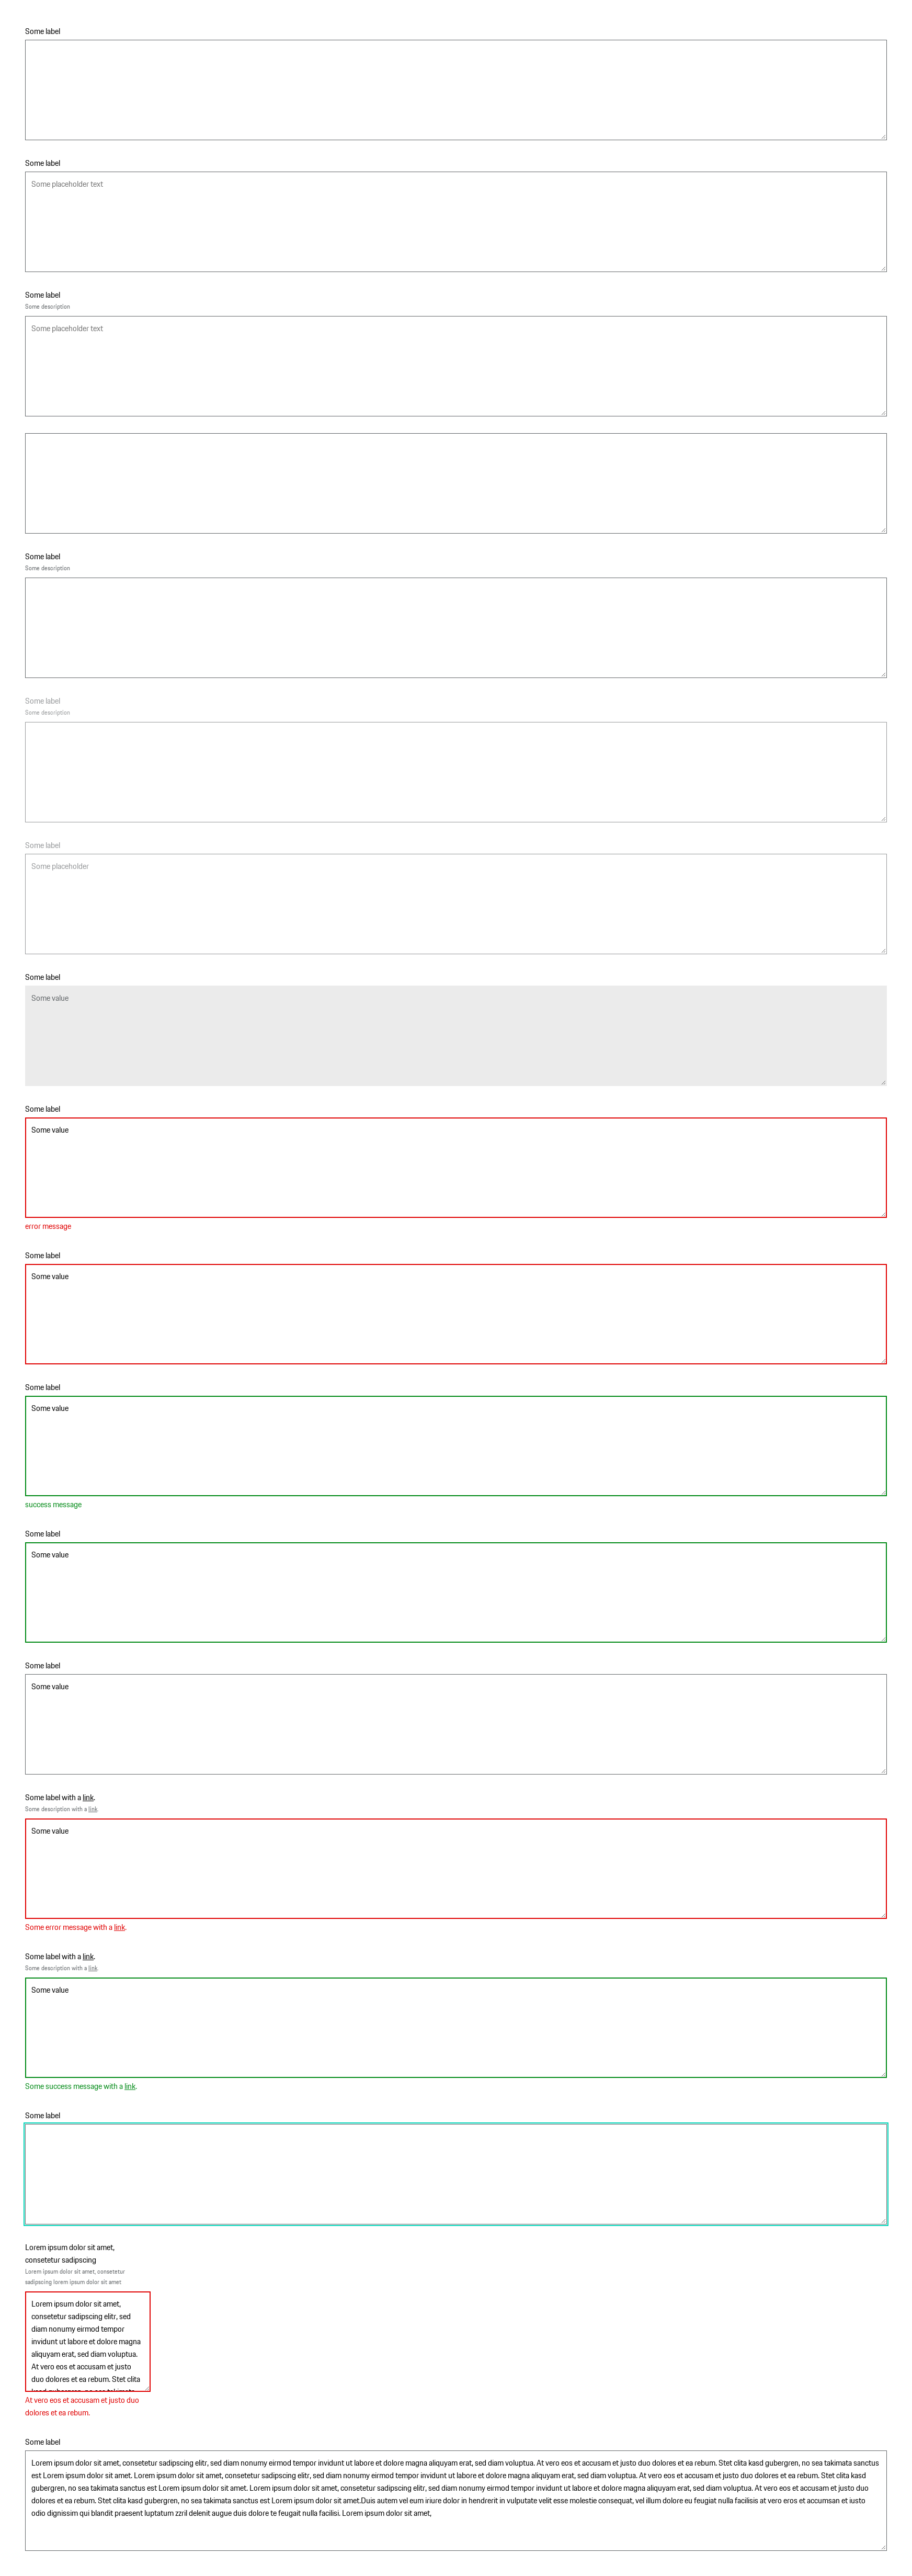 Some label
Some label
Some placeholder text
Some label
Some description
Some placeholder text
Some label
Some description
Some label
Some description
Some label
Some placeholder
Some label
Some value
Some label
Some value
error message
Some label
Some value
Some label
Some value
success message
Some label
Some value
Some label
Some value
Some label with a link.
Some description with a link
Some value
Some error message with a link.
Some label with a link.
Some description with a link
Some value
Some success message with a link.
Some label
Lorem ipsum dolor sit amet,
consetetur sadipscing
Lorem ipsum dolor sit amet, consetetur
sadipscing lorem ipsum dolor sit amet
Lorem ipsum dolor sit amet,
consetetur sadipscing elitr, sed
diam nonumy eirmod tempor
invidunt ut labore et dolore magna
aliquyam erat, sed diam voluptua.
At vero eos et accusam et justo
duo dolores et ea rebum. Stet clita
At vero eos et accusam et justo duo
dolores et ea rebum.
Some label
Lorem ipsum dolor sit amet, consetetur sadipscing elitr, sed diam nonumy eirmod tempor invidunt ut labore et dolore magna aliquyam erat, sed diam voluptua. At vero eos et accusam et justo duo dolores et ea rebum. Stet clita kasd gubergren, no sea takimata sanctus
est Lorem ipsum dolor sit amet. Lorem ipsum dolor sit amet, consetetur sadipscing elitr, sed diam nonumy eirmod tempor invidunt ut labore et dolore magna aliquyam erat, sed diam voluptua. At vero eos et accusam et justo duo dolores et ea rebum. Stet clita kasd
gubergren, no sea takimata sanctus est Lorem ipsum dolor sit amet. Lorem ipsum dolor sit amet, consetetur sadipscing elitr, sed diam nonumy eirmod tempor invidunt ut labore et dolore magna aliquyam erat, sed diam voluptua. At vero eos et accusam et justo duo
dolores et ea rebum. Stet clita kasd gubergren, no sea takimata sanctus est Lorem ipsum dolor sit amet.Duis autem vel eum iriure dolor in hendrerit in vulputate velit esse molestie consequat, vel illum dolore eu feugiat nulla facilisis at vero eros et accumsan et iusto
odio dignissim qui blandit praesent luptatum zzril delenit augue duis dolore te feugait nulla facilisi. Lorem ipsum dolor sit amet,